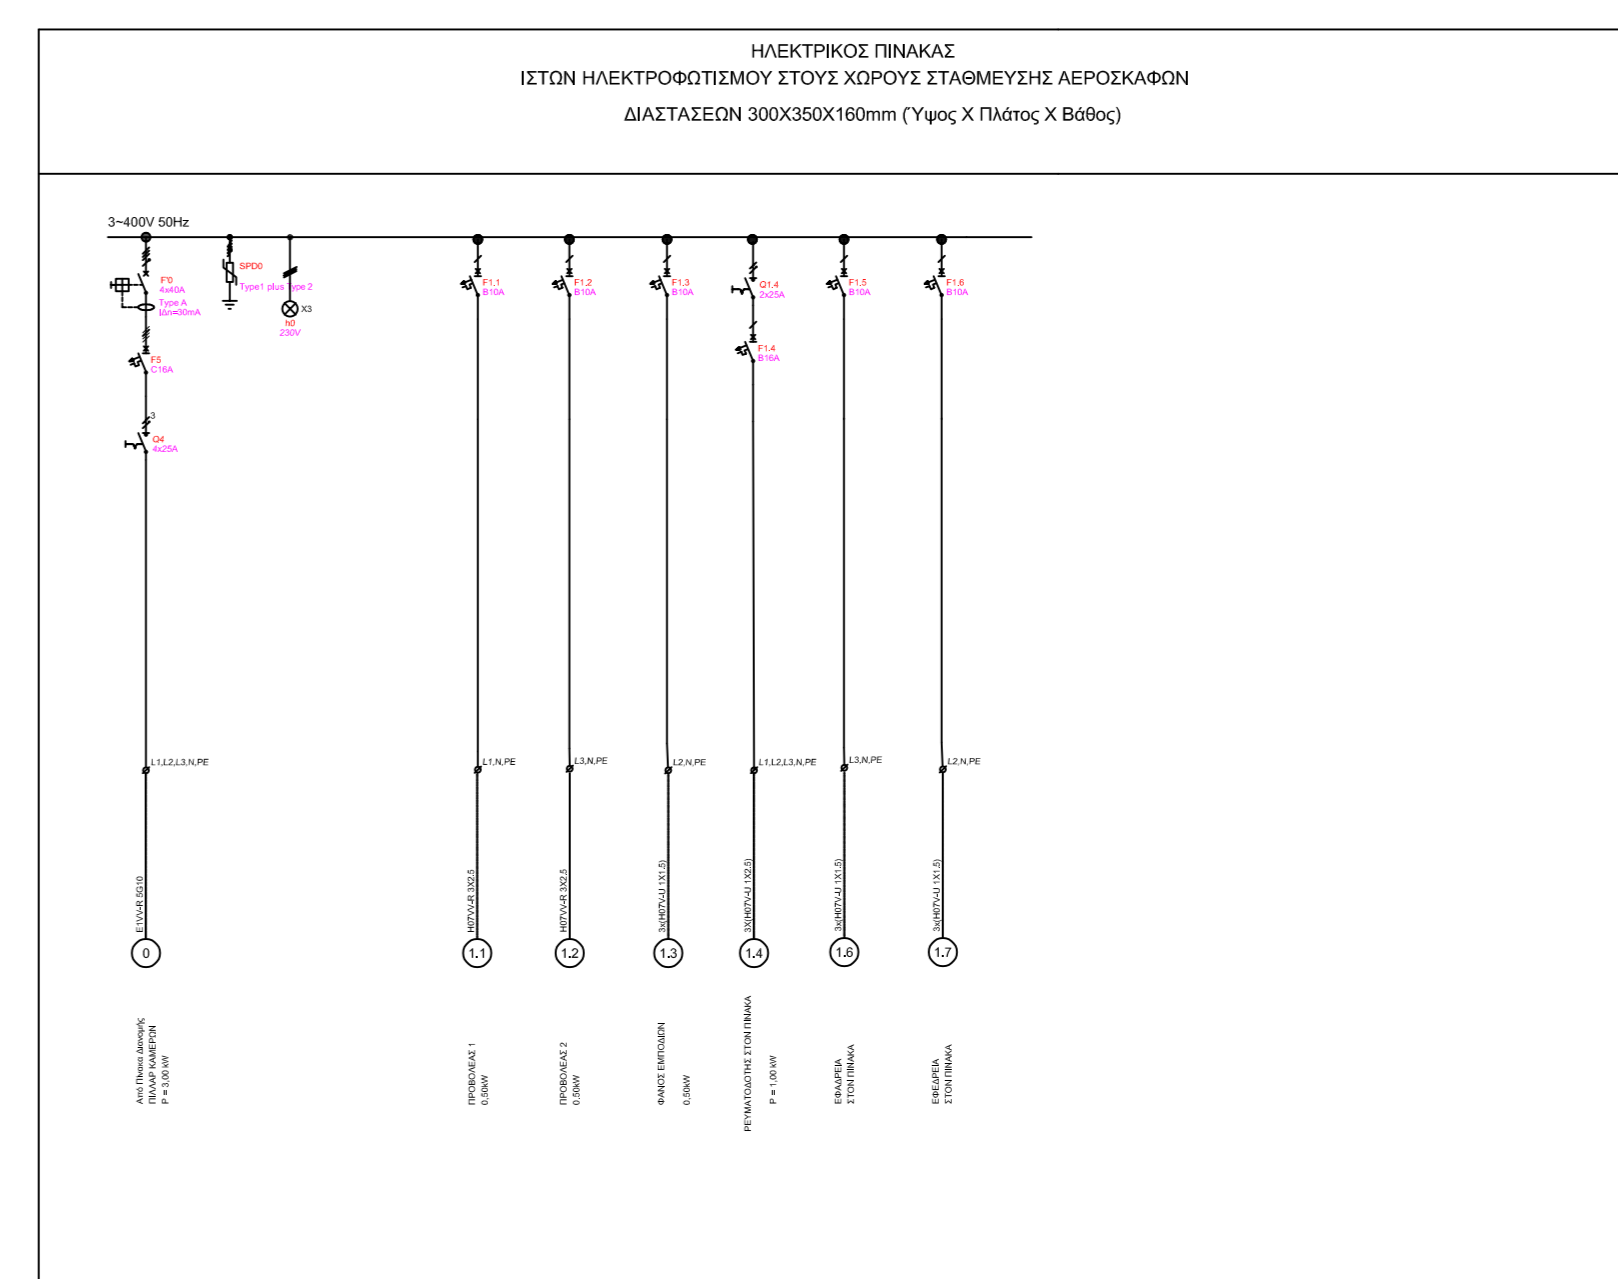 ΗΛΕΚΤΡΙΚΟΣ ΠΙΝΑΚΑΣ
ΙΣΤΩΝ ΗΛΕΚΤΡΟΦΩΤΙΣΜΟΥ ΣΤΟΥΣ ΧΩΡΟΥΣ ΣΤΑΘΜΕΥΣΗΣ ΑΕΡΟΣΚΑΦΩΝ
ΔΙΑΣΤΑΣΕΩΝ 300Χ350Χ160mm (Ύψος Χ Πλάτος Χ Βάθος)
3~400V 50Hz
F'0
4x40A
Type A
IΔn=30mA
F5
C16A
3
Q4
4x25A
SPD0
Type1 plus Type 2
X3
h0
230V
F1.1
B10A
F1.2
B10A
F1.3
B10A
Q1.4
2x25A
F1.4
B16A
F1.5
B10A
F1.6
B10A
L1,L2,L3,N,PE
L1,N,PE
L3,N,PE
L2,N,PE
L1,L2,L3,N,PE
L3,N,PE
L2,N,PE
E1VV-R 5G10
H07VV-R 3X2.5
H07VV-R 3X2.5
3x(H07V-U 1X1.5)
3X(H07V-U 1X2.5)
3x(H07V-U 1X1.5)
3x(H07V-U 1X1.5)
0
1.1
1.2
1.3
1.4
1.6
1.7
Από Πίνακα Διανομής
ΠΙΛΛΑΡ ΚΑΜΕΡΩΝ
P = 3,00 kW
ΠΡΟΒΟΛΕΑΣ 1
0,50kW
ΠΡΟΒΟΛΕΑΣ 2
0,50kW
ΦΑΝΟΣ ΕΜΠΟΔΙΩΝ
0,50kW
ΡΕΥΜΑΤΟΔΟΤΗΣ ΣΤΟΝ ΠΙΝΑΚΑ
P = 1,00 kW
ΕΦΑΔΡΕΙΑ
ΣΤΟΝ ΠΙΝΑΚΑ
ΕΦΕΔΡΕΙΑ
ΣΤΟΝ ΠΙΝΑΚΑ